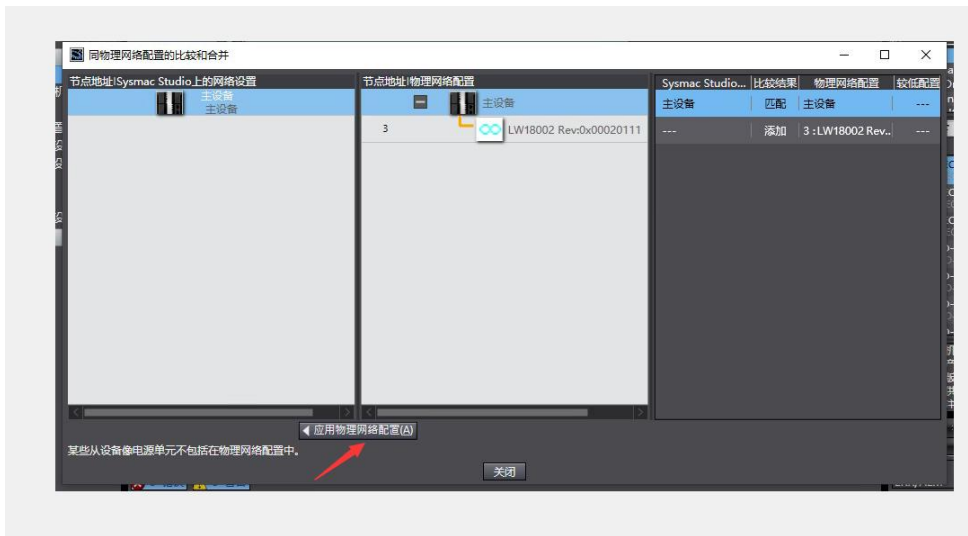 同物理网络配置的比较和合并
节点地址|Sysmac Studio上的网络设置
主设备
主设备
节点地址|物理网络配置
主设备
3
LW18002 Rev:0x00020111
Sysmac Studio... 比较结果 物理网络配置 较低配置
主设备 匹配 主设备 ---
--- 添加 3 :LW18002 Rev.. ---
应用物理网络配置(A)
某些从设备像电源单元不包括在物理网络配置中。
关闭